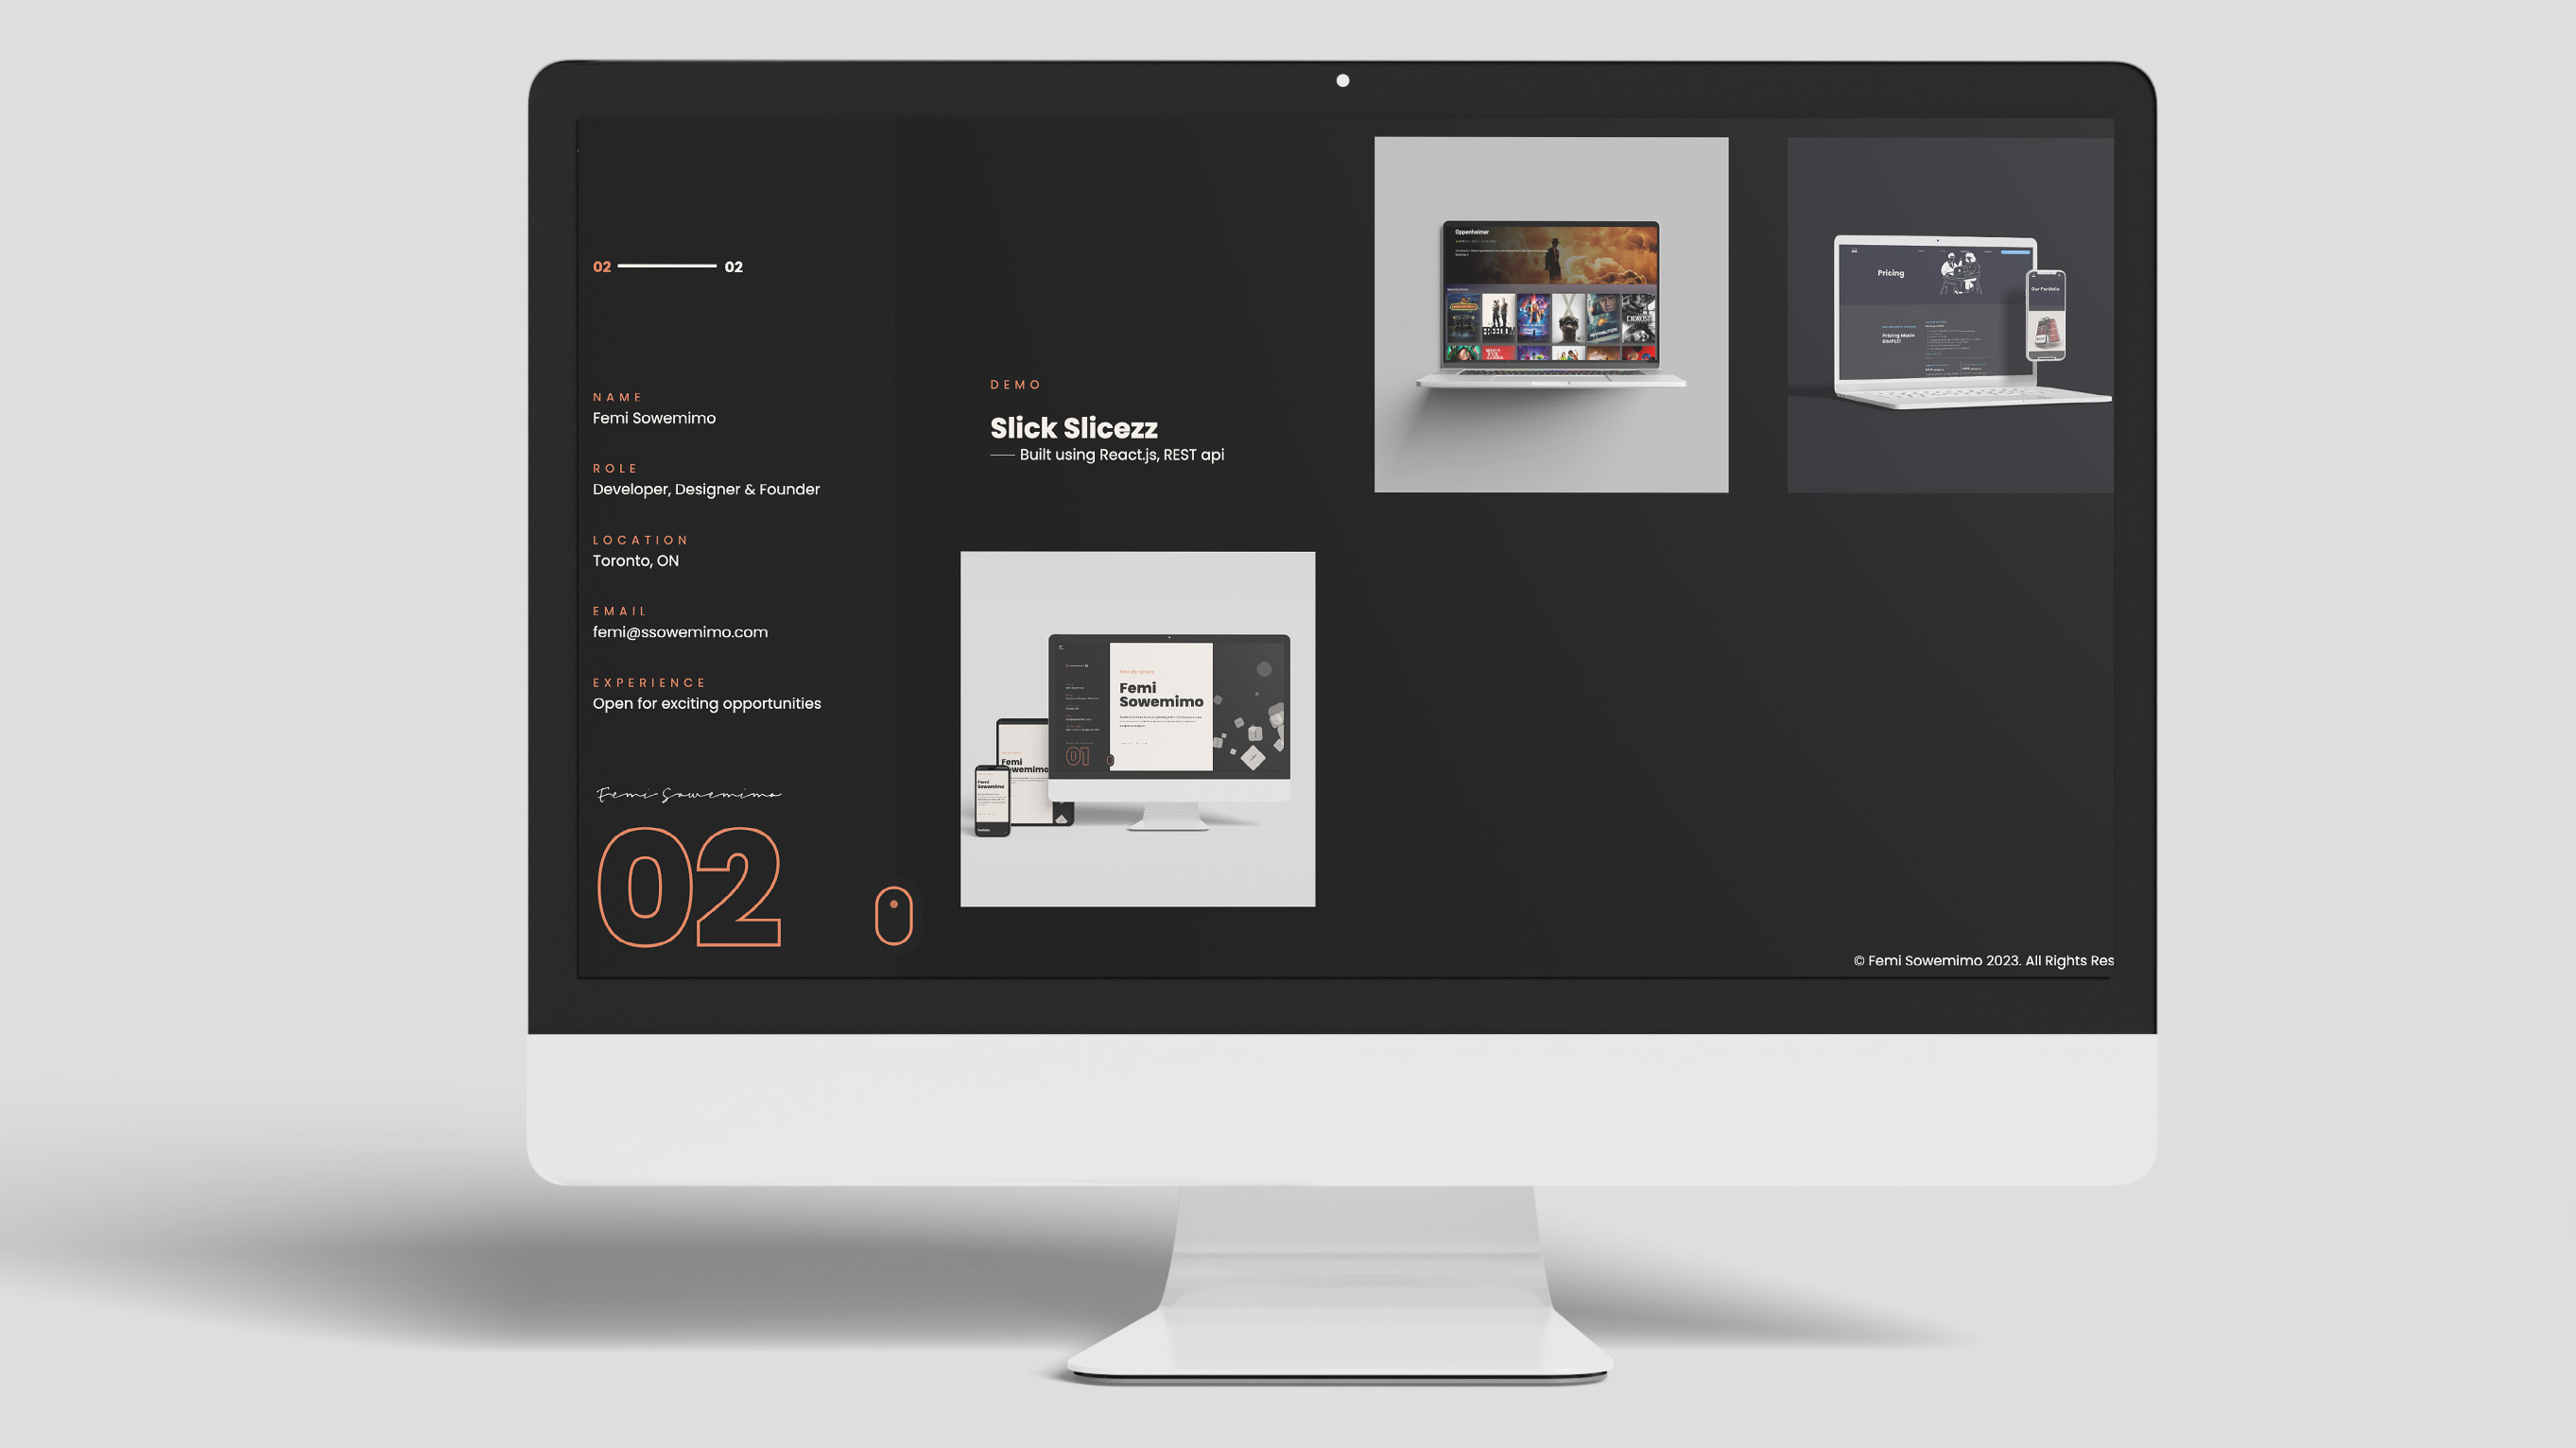 02
02
NAME
Femi Sowemimo
ROLE
Developer, Designer & Founder
LOCATION
Toronto, ON
EMAIL
femi@ssowemimo.com
EXPERIENCE
Open for exciting opportunities
Femi Sowemimo
02
DEMO
Slick Slicezz
Built using React.js, REST api
Oppenheimer
FREEDOM
Pricing
Pricing Made
SIMPLE!
Our Portfolio
Femi
Sowemimo
01
Femi
Femi
Sowemimo
© Femi Sowemimo 2023. All Rights Res